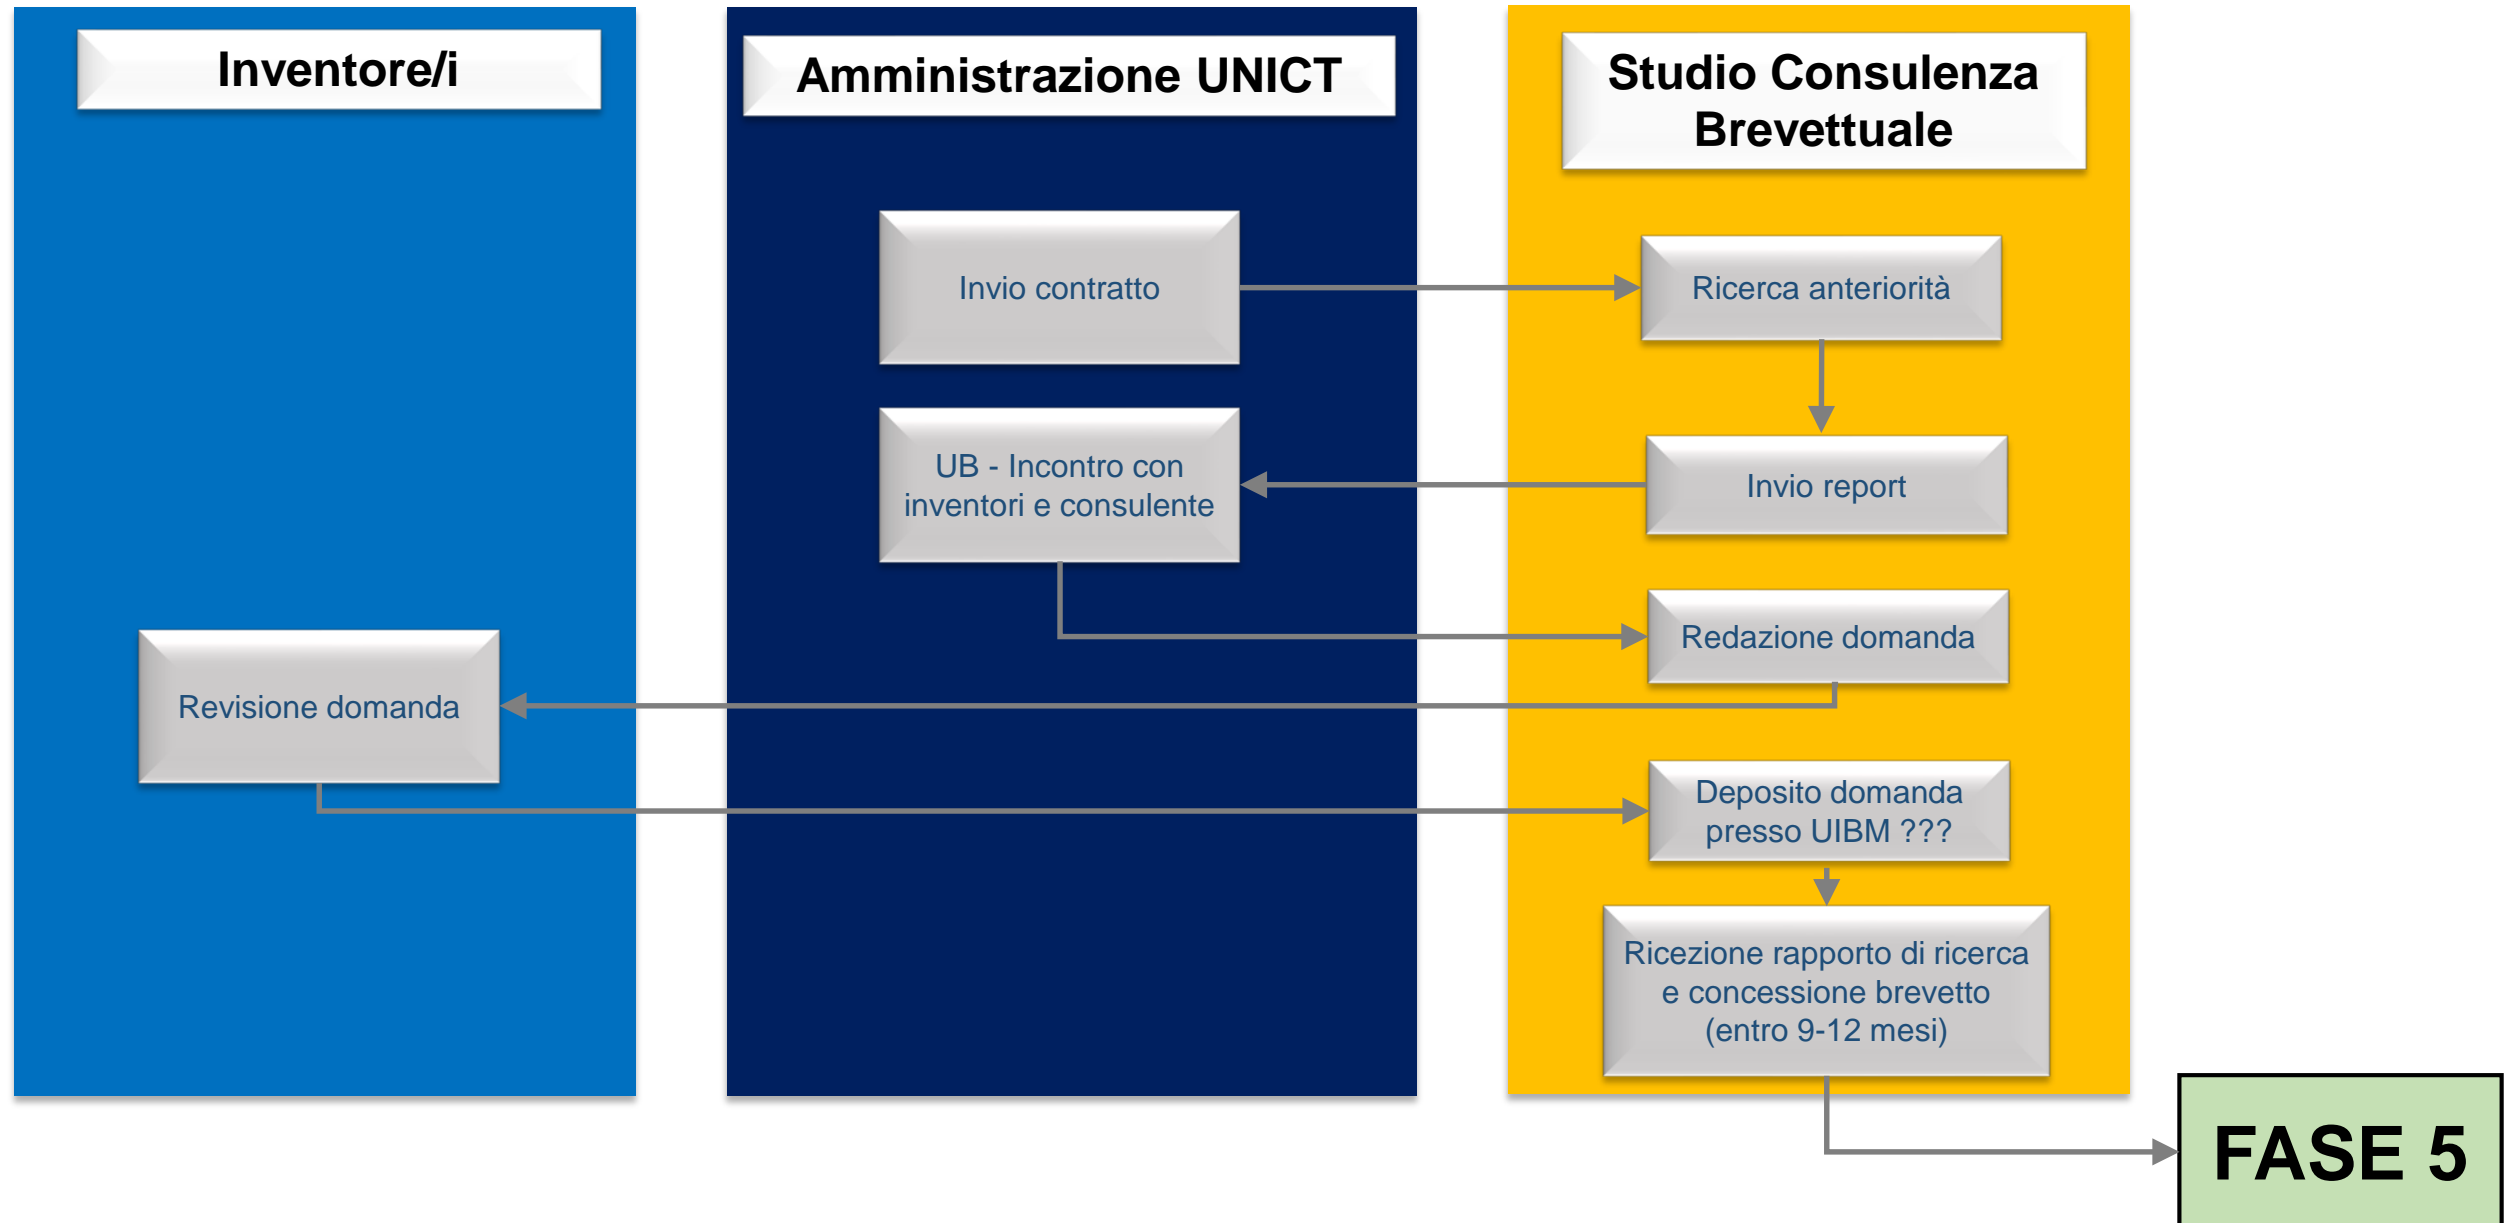 Inventore/i
Amministrazione UNICT
Studio Consulenza
Brevettuale
Invio contratto
Ricerca anteriorità
UB - Incontro con
inventori e consulente
Invio report
Redazione domanda
Revisione domanda
Deposito domanda
presso UIBM ???
Ricezione rapporto di ricerca
e concessione brevetto
(entro 9-12 mesi)
FASE 5